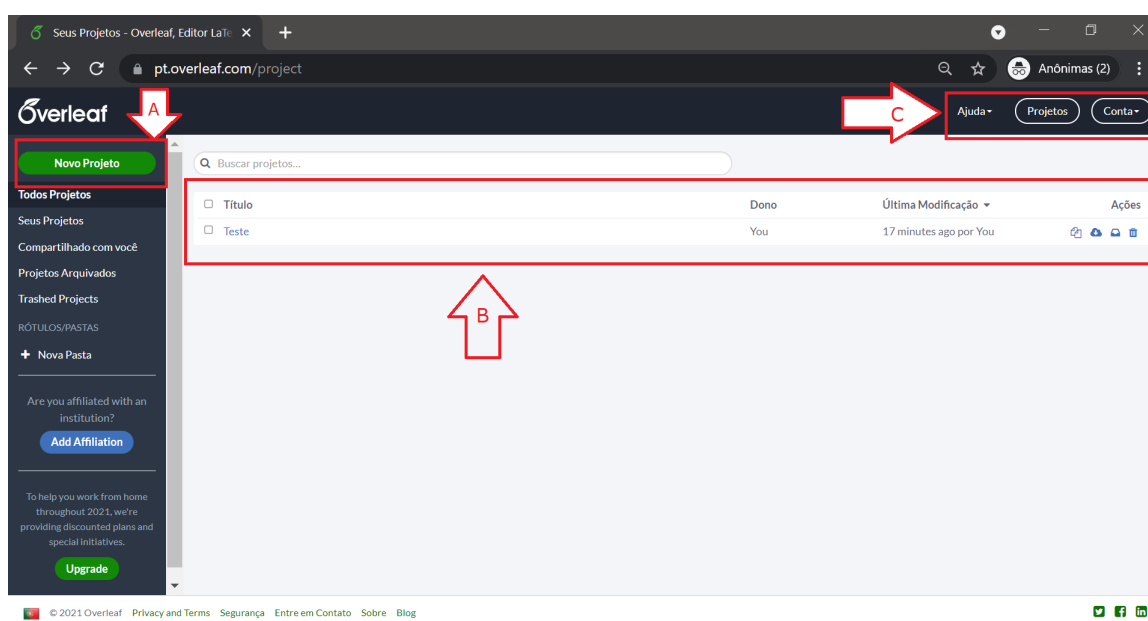 Seus Projetos - Overleaf, Editor LaTe
pt.overleaf.com/project
Anônimas (2)
Overleaf
A
C
Ajuda
Projetos
Conta
Novo Projeto
Buscar projetos...
Todos Projetos
Seus Projetos
Compartilhado com você
Projetos Arquivados
Trashed Projects
RÓTULOS/PASTAS
Nova Pasta
Are you affiliated with an
institution?
Add Affiliation
To help you work from home
throughout 2021, we're
providing discounted plans and
special initiatives.
Upgrade
Título Dono Última Modificação Ações
Teste You 17 minutes ago por You
B
© 2021 Overleaf Privacy and Terms Segurança Entre em Contato Sobre Blog